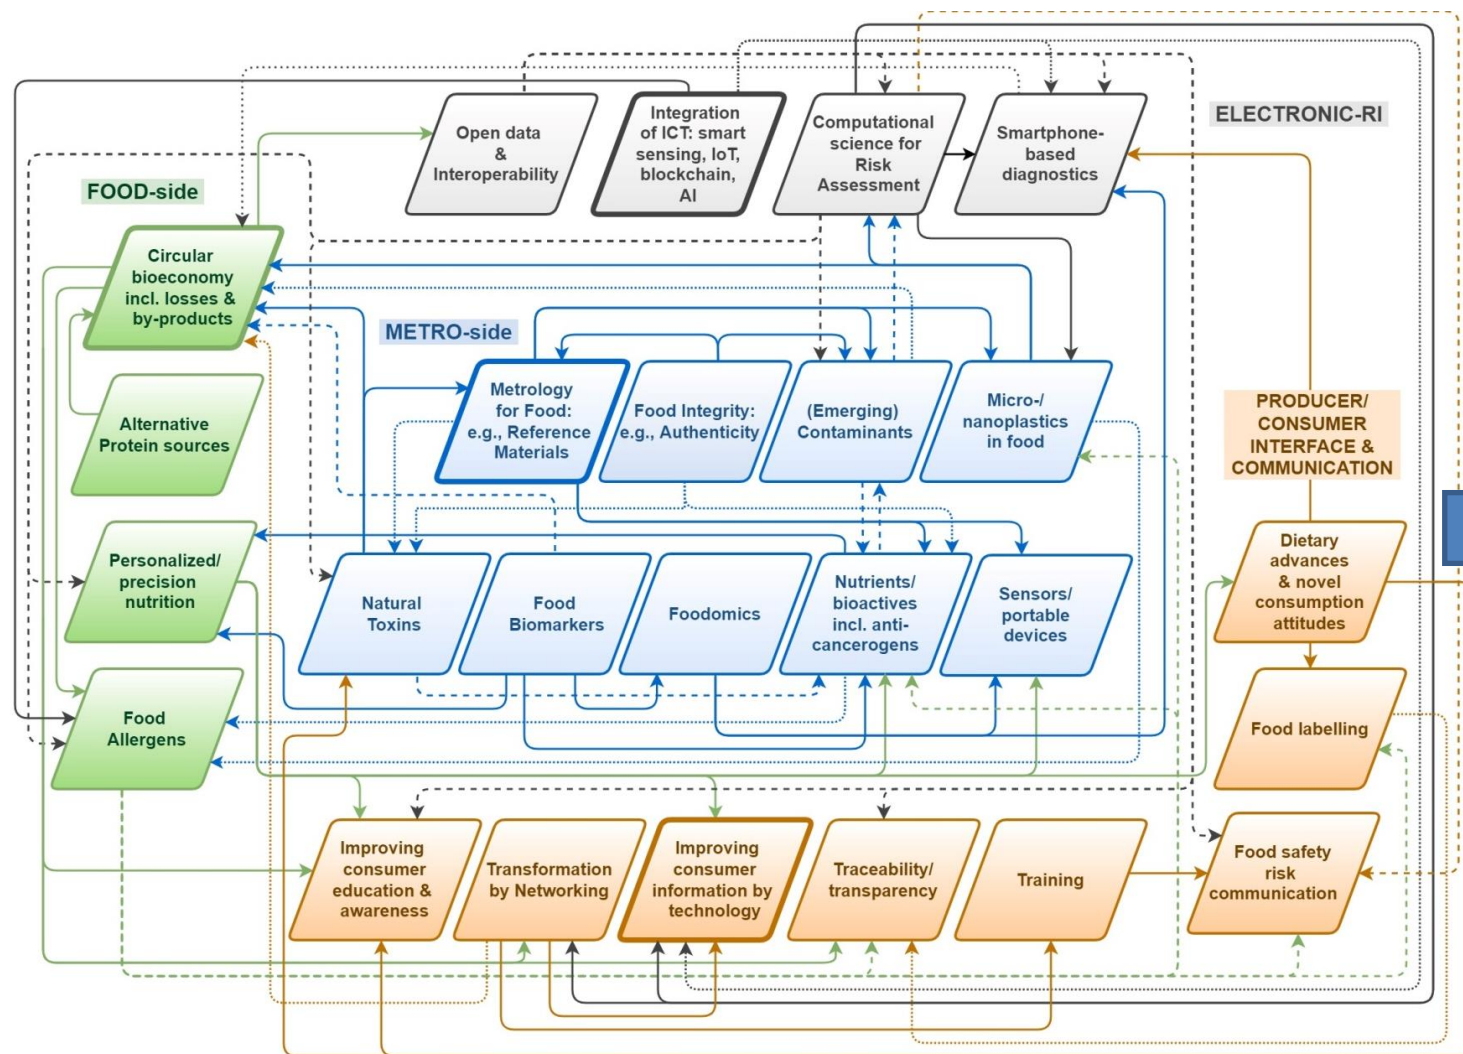 Open data
&
Interoperability
Integration
of ICT: smart
sensing, IoT,
blockchain,
AI
Computational
science for
Risk
Assessment
Smartphone-
based
diagnostics
ELECTRONIC-RI
FOOD-side
Circular
bioeconomy
incl. losses &
by-products
METRO-side
Alternative
Protein sources
Metrology
for Food:
e.g., Reference
Materials
Food Integrity:
e.g., Authenticity
(Emerging)
Contaminants
Micro-/
nanoplastics
in food
PRODUCER/
CONSUMER
INTERFACE &
COMMUNICATION
Personalized/
precision
nutrition
Natural
Toxins
Food
Biomarkers
Foodomics
Nutrients/
bioactives
incl. anti-
cancerogens
Sensors/
portable
devices
Dietary
advances
& novel
consumption
attitudes
Food
Allergens
Food labelling
Improving
consumer
education &
awareness
Transformation
by Networking
Improving
consumer
information by
technology
Traceability/
transparency
Training
Food safety
risk
communication